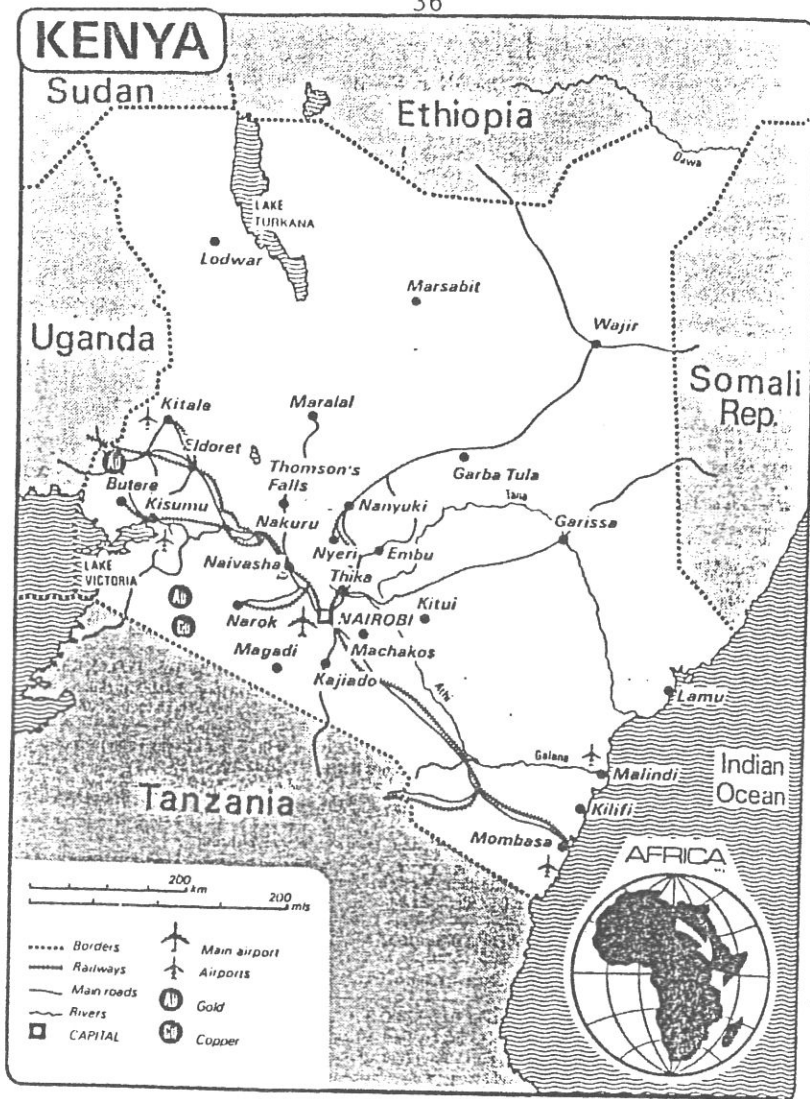 36
KENYA
Sudan
Ethiopia
Dawa
LAKE
TURKANA
Lodwar
Marsabit
Uganda
Wajir
Somali
Rep.
Kitale
Maralal
Eldoret
Au
Butere
Thomson's
Falls
Garba Tula
Kisumu
Nanyuki
Tana
Nakuru
Garissa
Nyeri
Embu
LAKE
VICTORIA
Naivasha
Thika
Au
Kitui
Narok
NAIROBI
Machakos
Magadi
Kajiado
Athi
Lamu
Galana
Malindi
Indian
Ocean
Tanzania
Kilifi
Mombasa
AFRICA
200
km
200
mls
Borders
Main airport
Railways
Airports
Main roads
Au
Gold
Rivers
CAPITAL
Copper